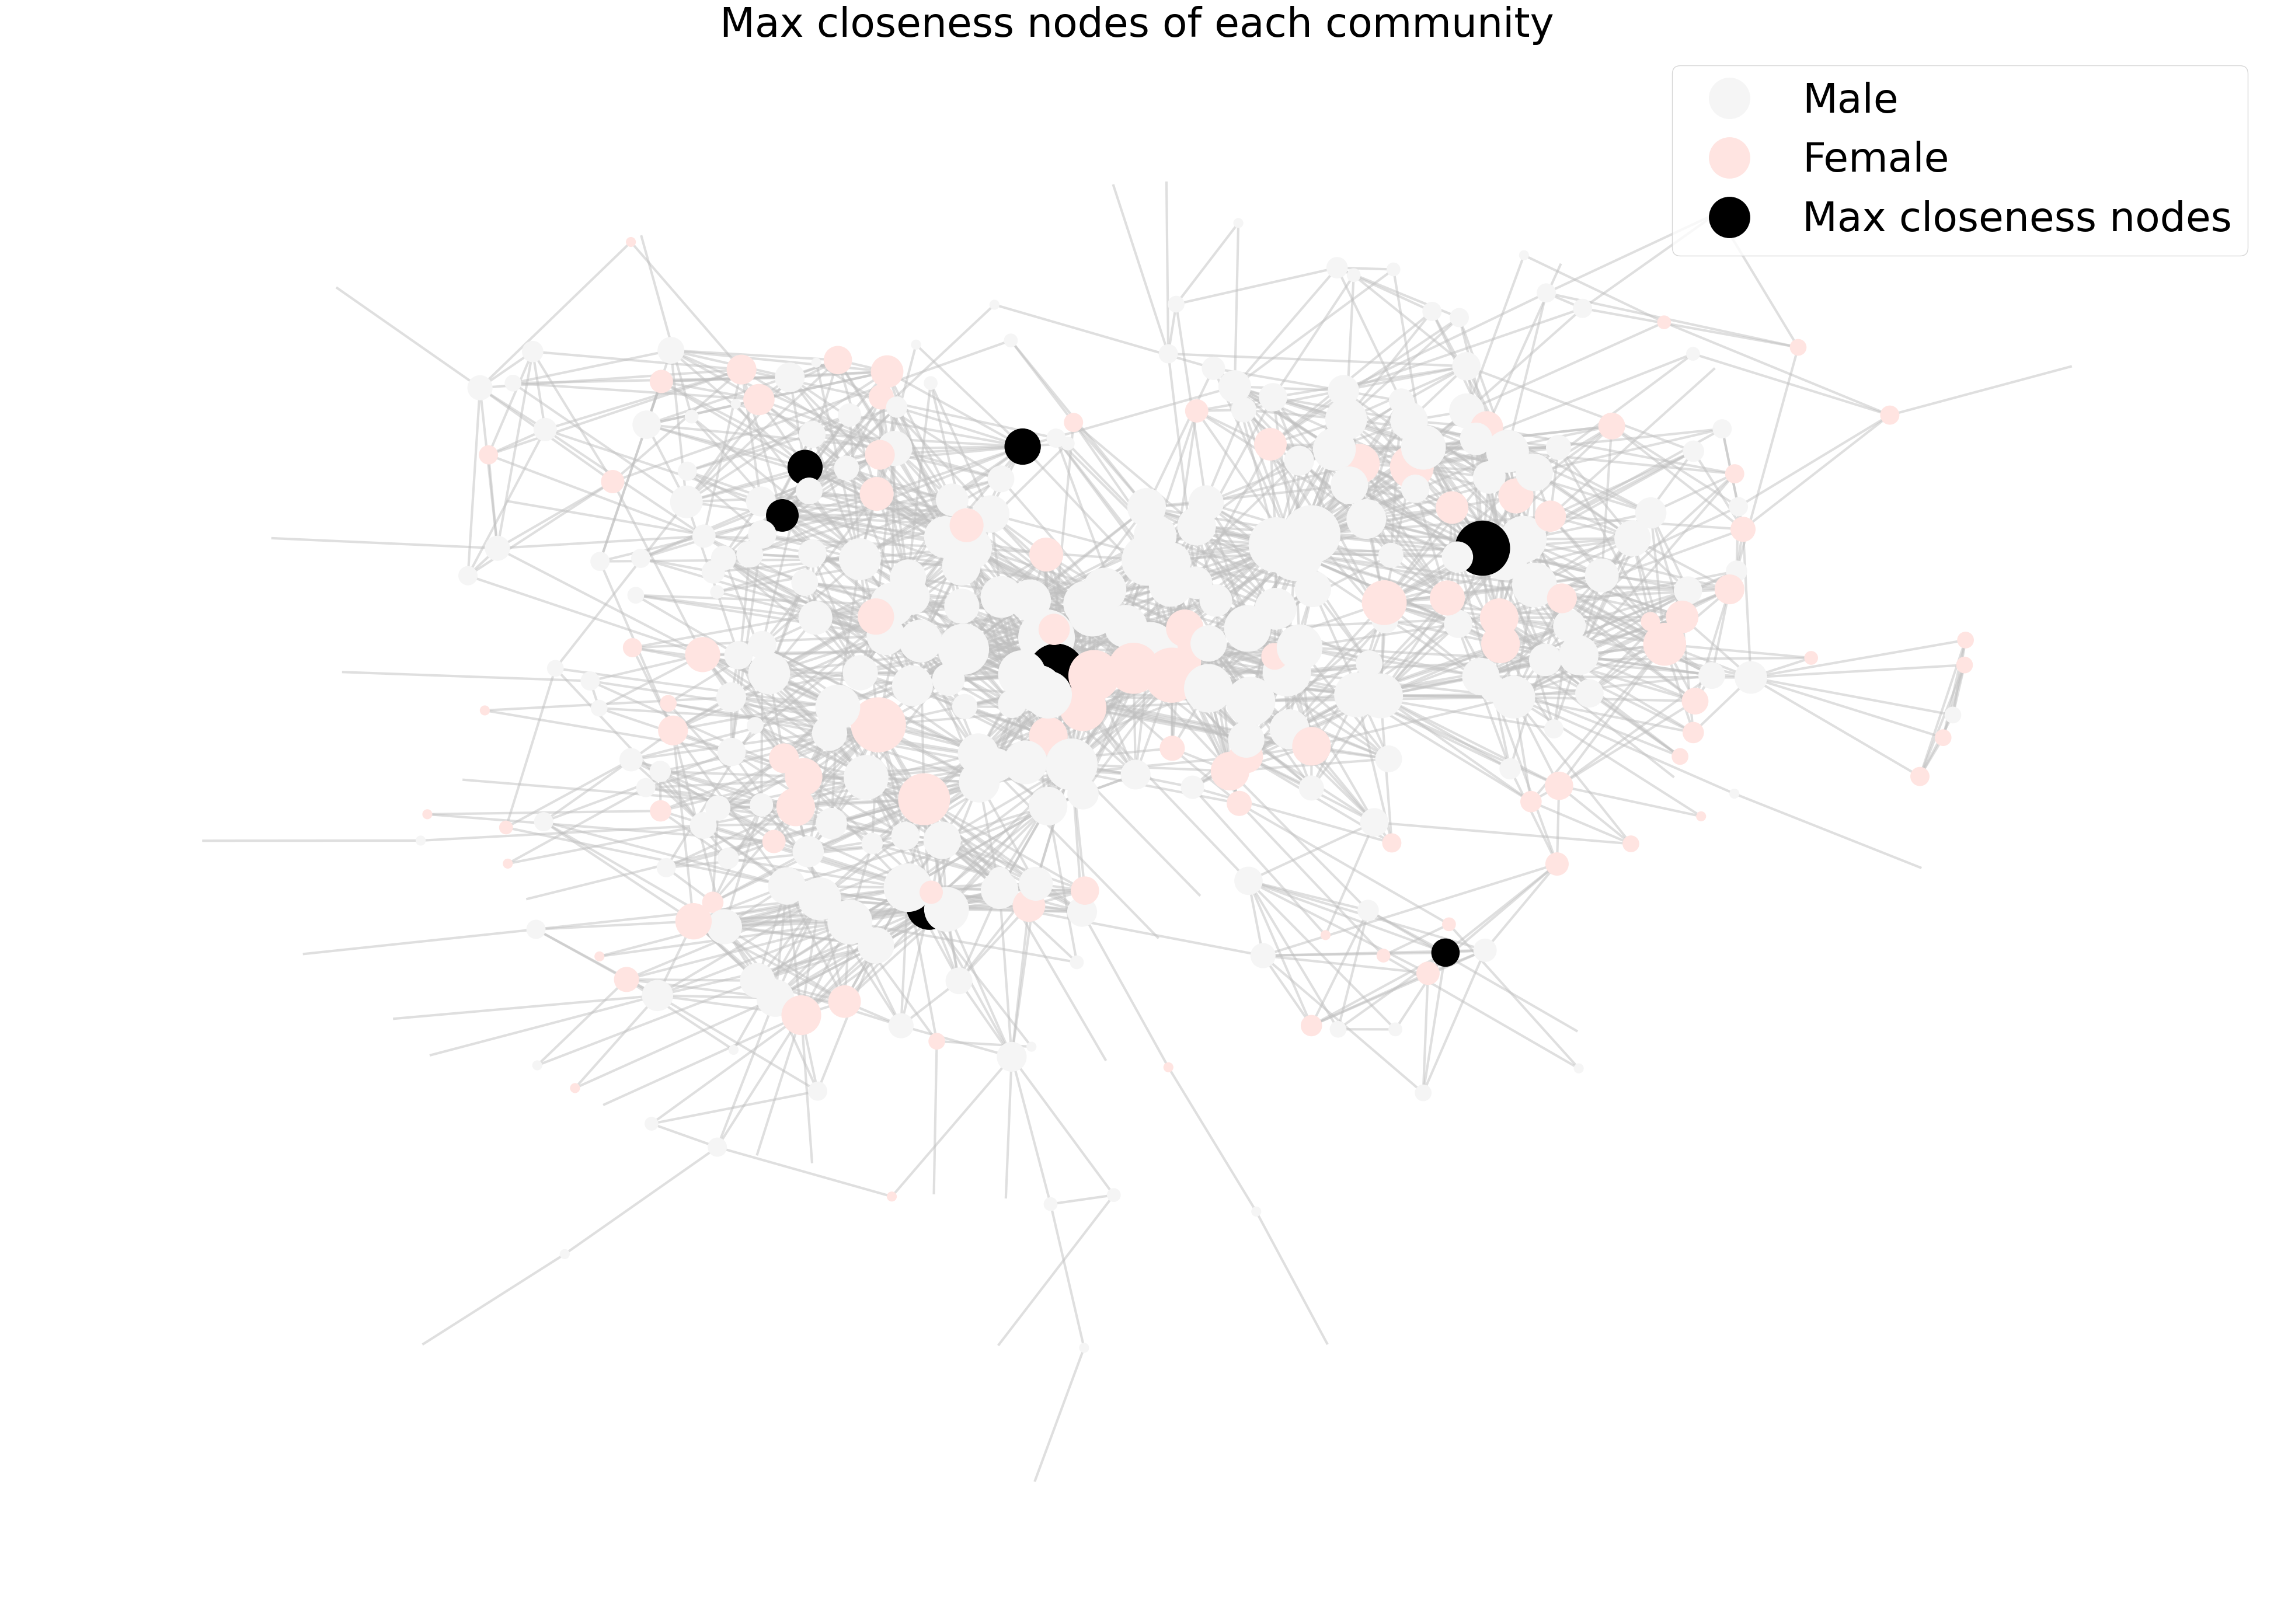 Max closeness nodes of each community
Male
Female
Max closeness nodes